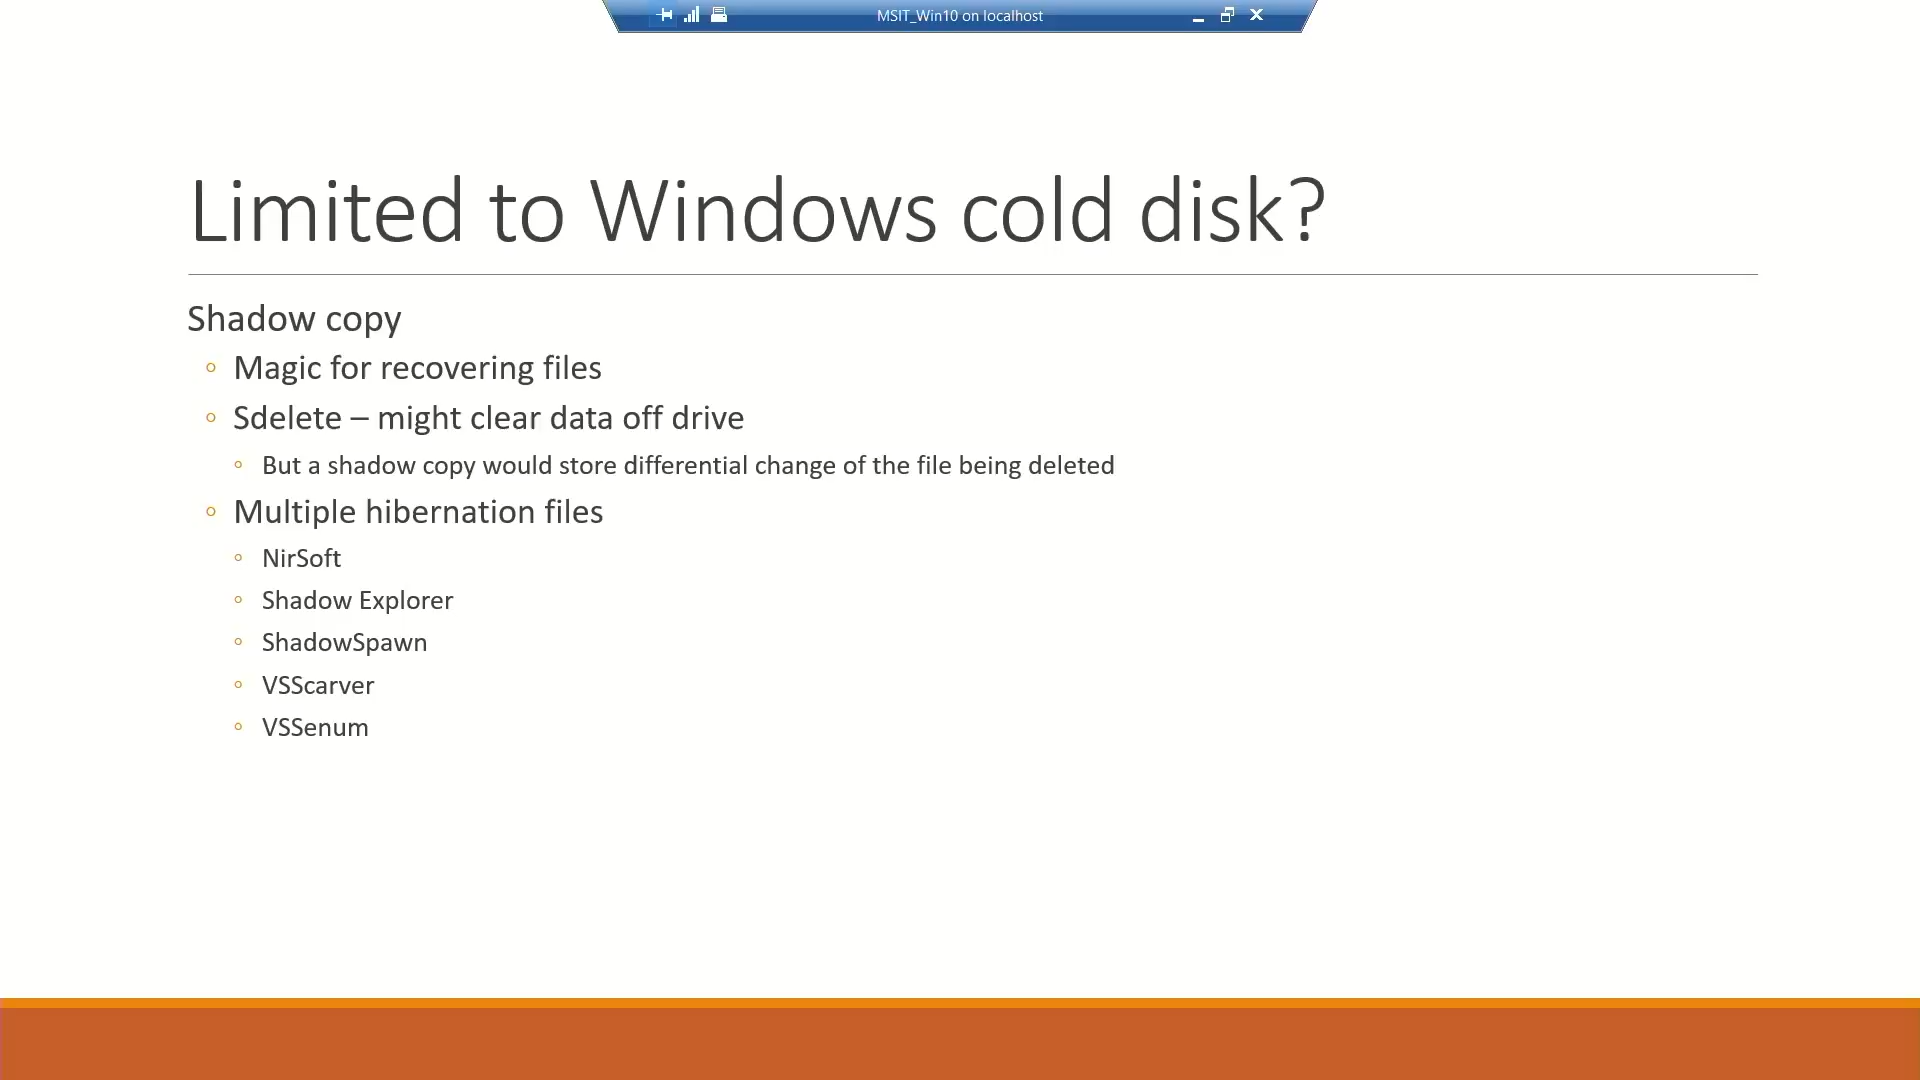 MSIT_Win10 on localhost
Limited to Windows cold disk?
Shadow copy
Magic for recovering files
Sdelete – might clear data off drive
But a shadow copy would store differential change of the file being deleted
Multiple hibernation files
NirSoft
Shadow Explorer
ShadowSpawn
VSScarver
VSSenum